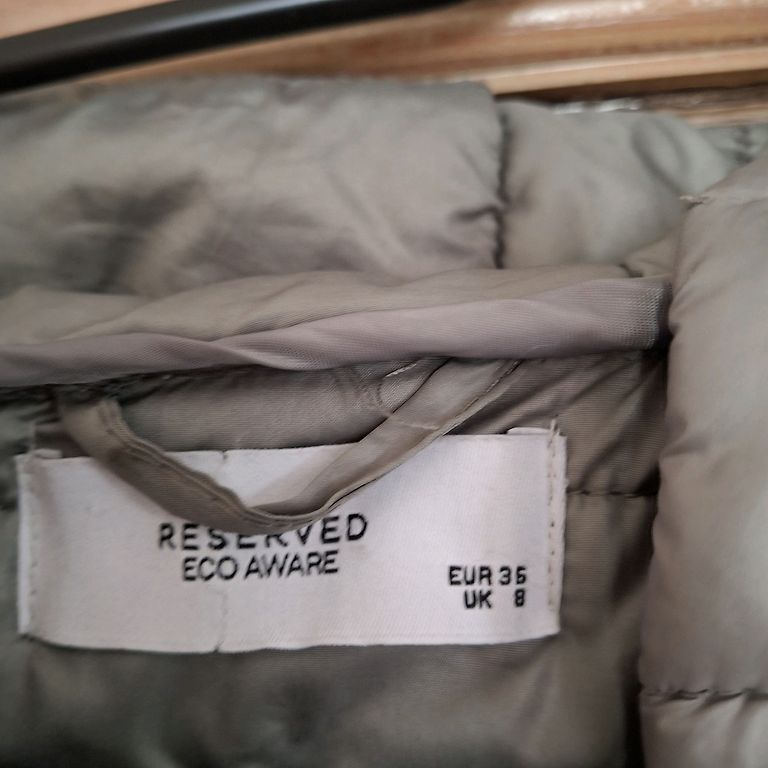 RESERVED
ECO AWARE
EUR 36
UK 8